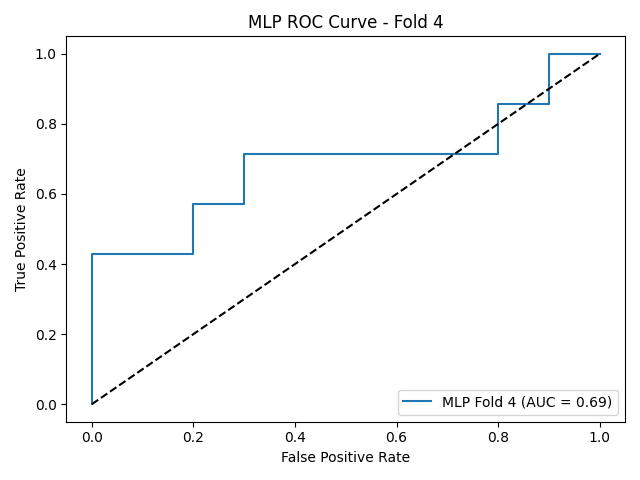 MLP ROC Curve - Fold 4
True Positive Rate
1.0
0.8
0.6
0.4
0.2
0.0
0.0 0.2 0.4 0.6 0.8 1.0
False Positive Rate
MLP Fold 4 (AUC = 0.69)